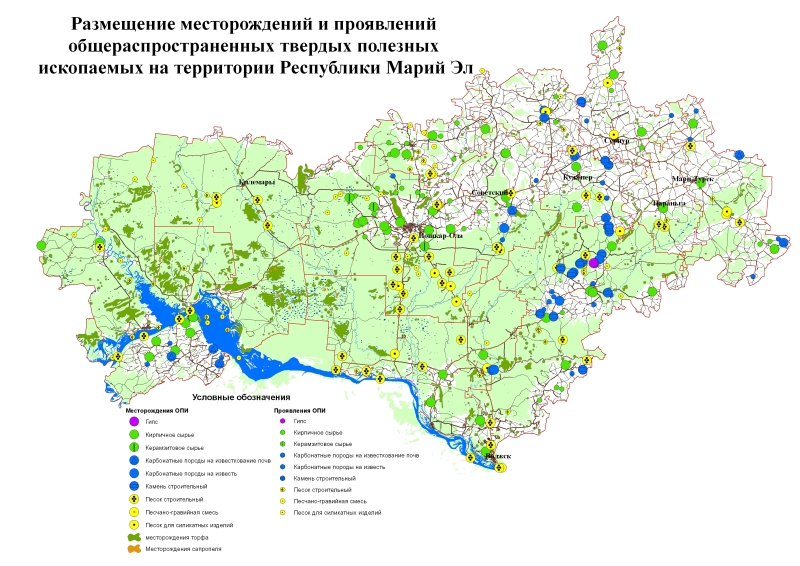 Размещение месторождений и проявлений
общераспространенных твердых полезных
ископаемых на территории Республики Марий Эл
Сернур
Килемары
Советский
Куженер
Мари-Турек
Параньга
Йошкар-Ола
Волжск
Условные обозначения
Месторождения ОПИ
Гипс
Кирпичное сырье
Керамзитовое сырье
Карбонатные породы на известкование почв
Карбонатные породы на известь
Камень строительный
Песок строительный
Песчано-гравийная смесь
Песок для силикатных изделий
месторождения торфа
Месторождения сапропеля
Проявления ОПИ
Гипс
Кирпичное сырье
Керамзитовое сырье
Карбонатные породы на известкование почв
Карбонатные породы на известь
Камень строительный
Песок строительный
Песчано-гравийная смесь
Песок для силикатных изделий